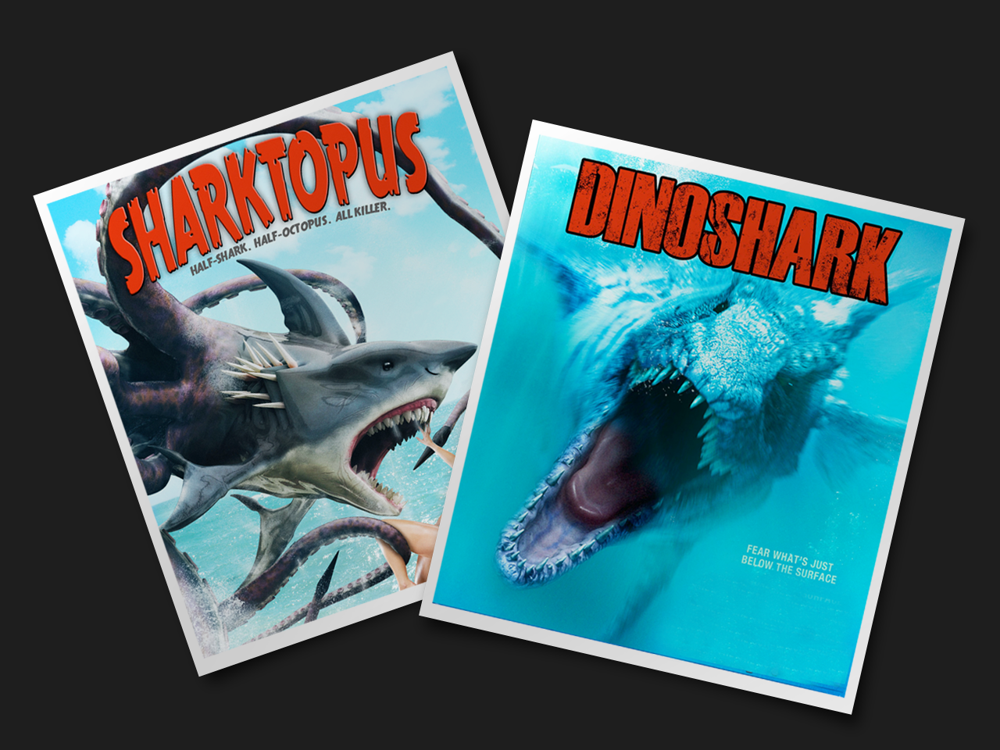 SHARKTOPUS
HALF-SHARK. HALF-OCTOPUS. ALL KILLER.
DINOSHARK
FEAR WHAT'S JUST
BELOW THE SURFACE